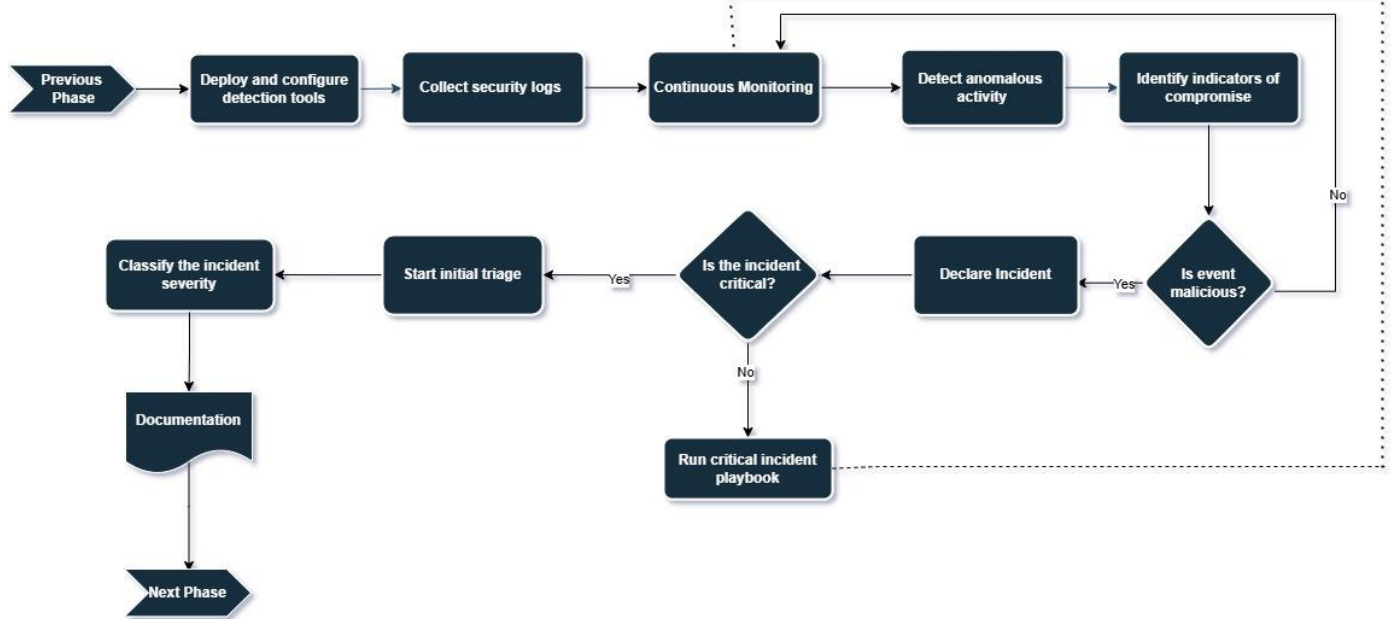 Previous
Phase
Deploy and configure
detection tools
Collect security logs
Continuous Monitoring
Detect anomalous
activity
Identify indicators of
compromise
No
Is event
malicious?
Yes
Declare Incident
Is the incident
critical?
Yes
Start initial triage
Classify the incident
severity
No
Run critical incident
playbook
Documentation
Next Phase